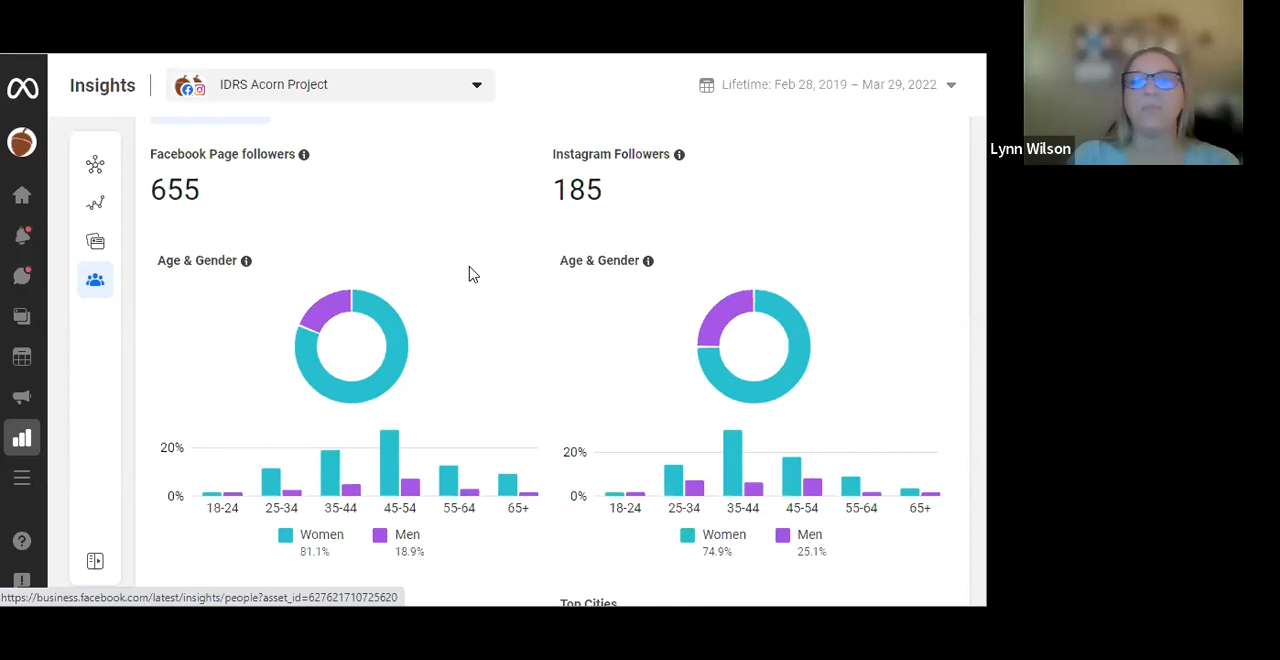 Insights
IDRS Acorn Project
Lifetime: Feb 28, 2019 – Mar 29, 2022
Lynn Wilson
Facebook Page followers
655
Instagram Followers
185
Age & Gender
20%
0%
18-24 25-34 35-44 45-54 55-64 65+
Women
81.1%
Men
18.9%
Age & Gender
20%
0%
18-24 25-34 35-44 45-54 55-64 65+
Women
74.9%
Men
25.1%
Top Cities
https://business.facebook.com/latest/insights/people?asset_id=627621710725620